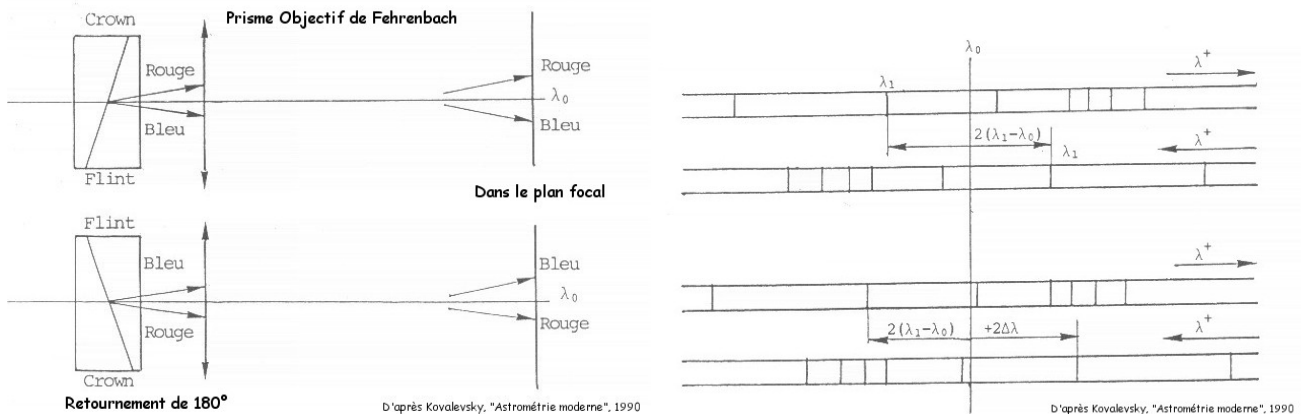 Crown
Prisme Objectif de Fehrenbach
Rouge
Rouge
λ₀
Bleu
Bleu
Flint
Dans le plan focal
Flint
Bleu
Bleu
λ₀
Rouge
Rouge
Crown
Retournement de 180°
D'après Kovalevsky, "Astrométrie moderne", 1990
λ₀
λ⁺
λ₁
2(λ₁-λ₀)
λ⁺
λ₁
λ⁺
2(λ₁-λ₀) +2Δλ
λ⁺
D'après Kovalevsky, "Astrométrie moderne", 1990